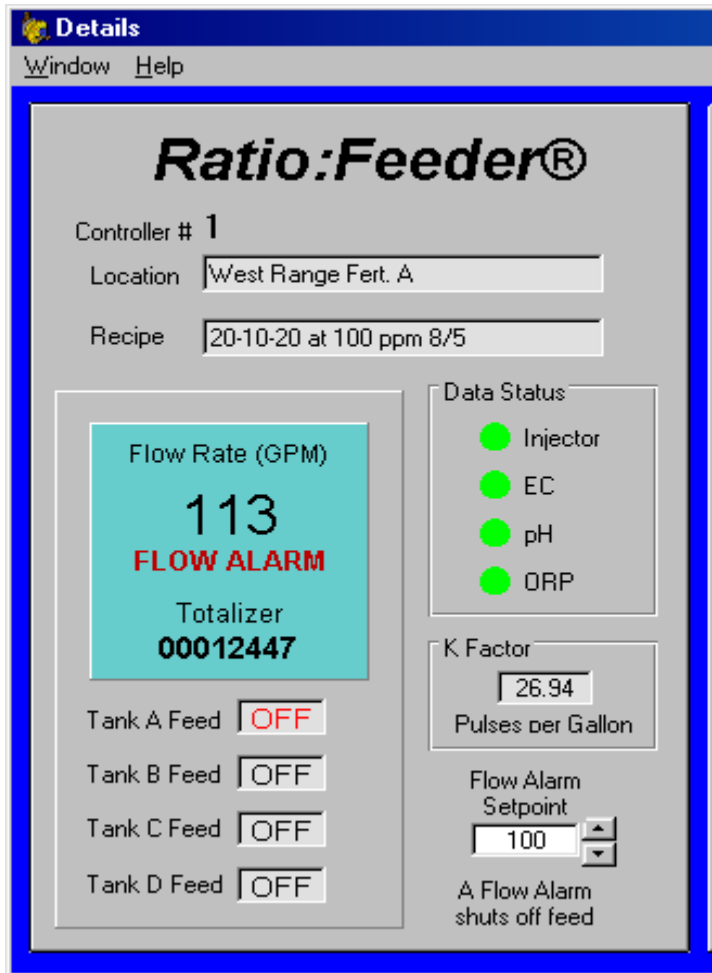 Details
Window Help
Ratio:Feeder®
Controller # 1
Location West Range Fert. A
Recipe 20-10-20 at 100 ppm 8/5
Flow Rate (GPM)
113
FLOW ALARM
Totalizer
00012447
Tank A Feed OFF
Tank B Feed OFF
Tank C Feed OFF
Tank D Feed OFF
Data Status
Injector
EC
pH
ORP
K Factor
26.94
Pulses per Gallon
Flow Alarm
Setpoint
100
A Flow Alarm
shuts off feed